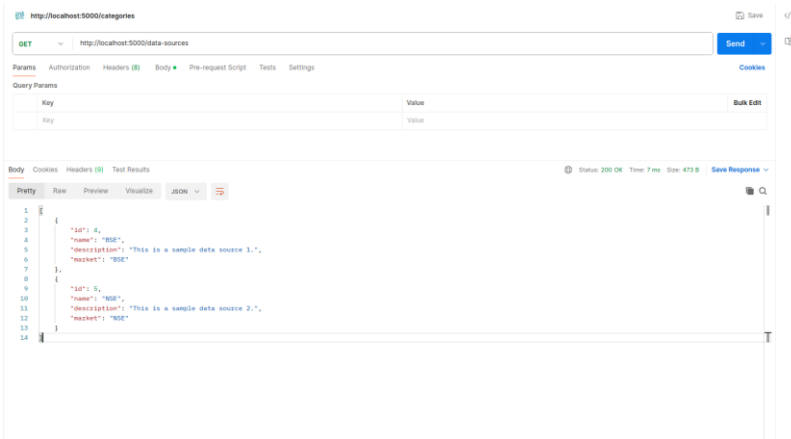 http://localhost:5000/categories
Save
GET http://localhost:5000/data-sources Send
Params Authorization Headers (8) Body Pre-request Script Tests Settings Cookies
Query Params
Key Value Bulk Edit
Key Value
Body Cookies Headers (9) Test Results Status: 200 OK Time: 7 ms Size: 473 B Save Response
Pretty Raw Preview Visualize JSON
1 [
2 {
3 "id": 4,
4 "name": "BSE",
5 "description": "This is a sample data source 1.",
6 "market": "BSE"
7 },
8 {
9 "id": 5,
10 "name": "NSE",
11 "description": "This is a sample data source 2.",
12 "market": "NSE"
13 }
14 ]